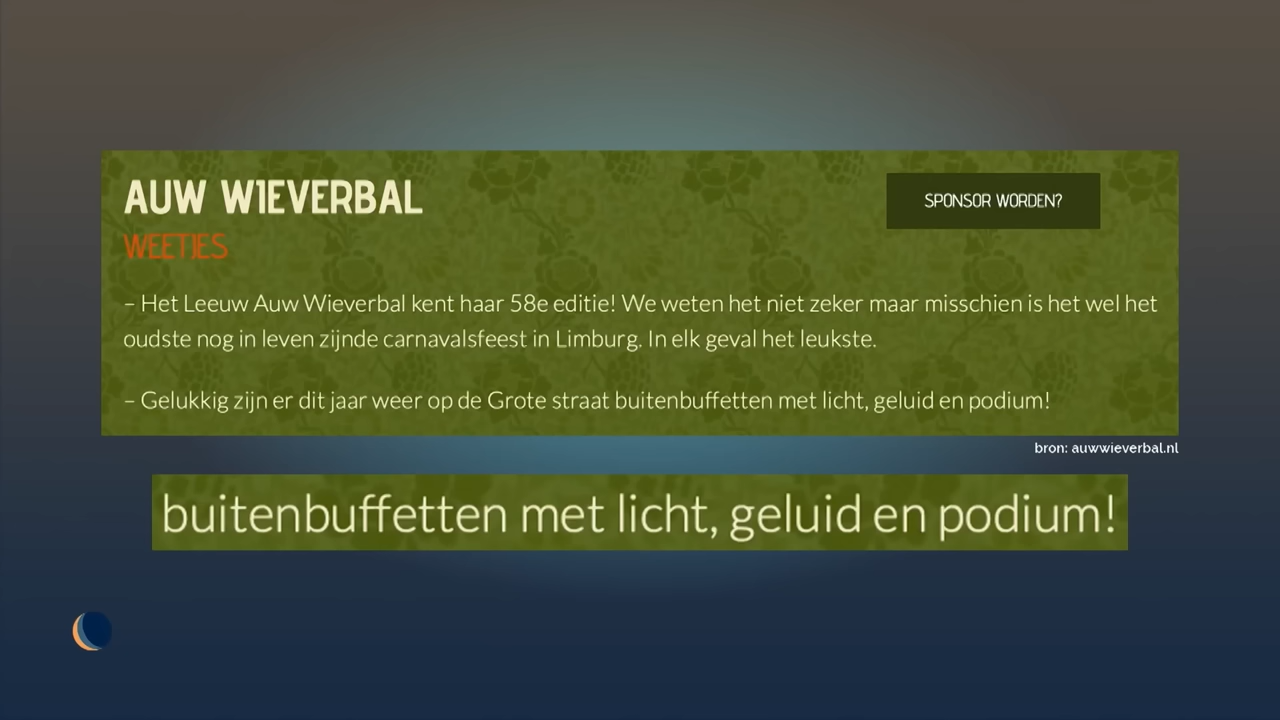 AUW WIEVERBAL
SPONSOR WORDEN?
WEETJES
– Het Leeuw Auw Wieverbal kent haar 58e editie! We weten het niet zeker maar misschien is het wel het
oudste nog in leven zijnde carnavalsfeest in Limburg. In elk geval het leukste.
– Gelukkig zijn er dit jaar weer op de Grote straat buitenbuffetten met licht, geluid en podium!
bron: auwwieverbal.nl
buitenbuffetten met licht, geluid en podium!